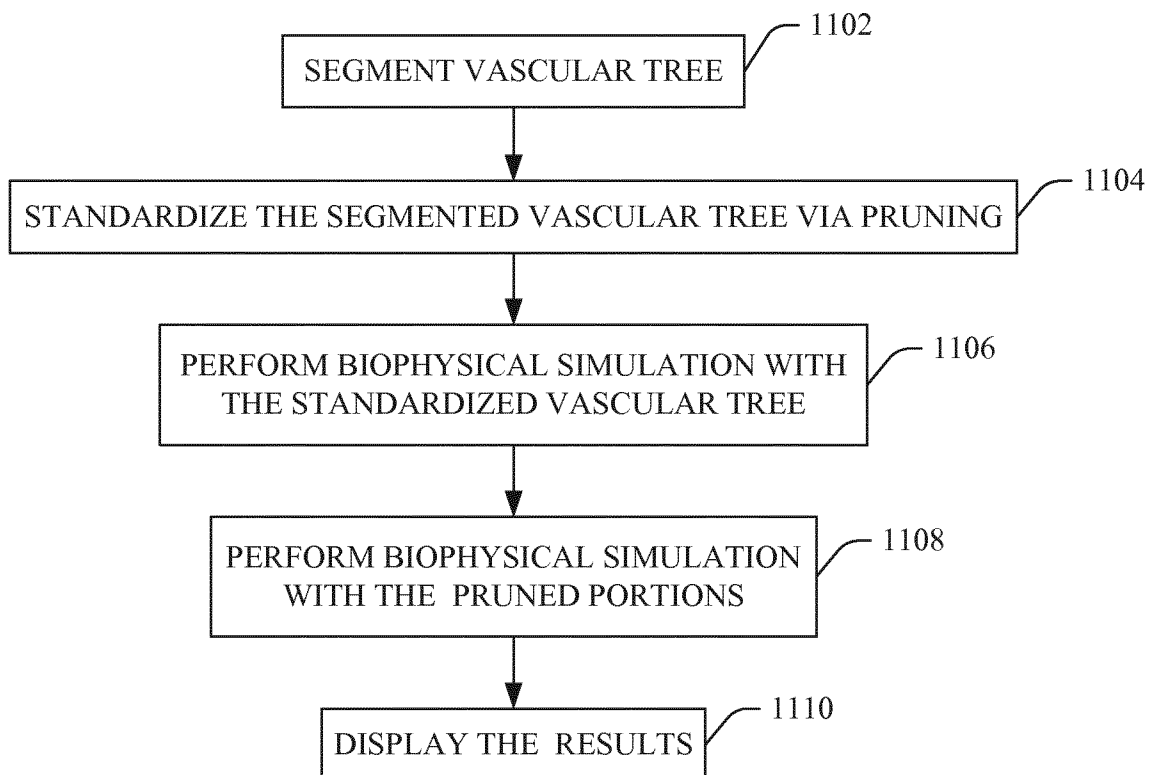 1102
SEGMENT VASCULAR TREE
1104
STANDARDIZE THE SEGMENTED VASCULAR TREE VIA PRUNING
1106
PERFORM BIOPHYSICAL SIMULATION WITH
THE STANDARDIZED VASCULAR TREE
1108
PERFORM BIOPHYSICAL SIMULATION
WITH THE PRUNED PORTIONS
1110
DISPLAY THE RESULTS